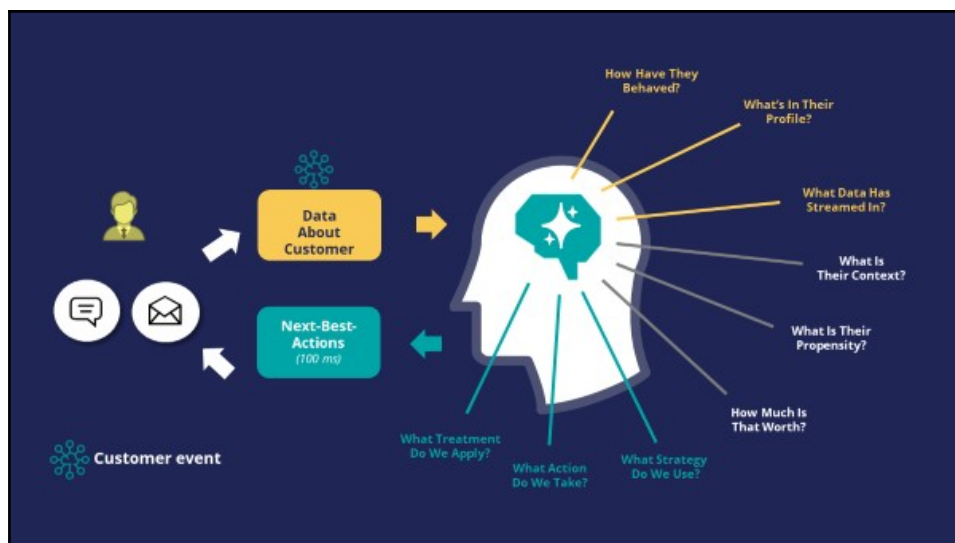 How Have They
Behaved?
What's In Their
Profile?
Data
About
Customer
What Data Has
Streamed In?
What Is
Their Context?
Next-Best-
Actions
(100 ms)
What Is Their
Propensity?
How Much Is
That Worth?
What Treatment
Do We Apply?
What Action
Do We Take?
What Strategy
Do We Use?
Customer event